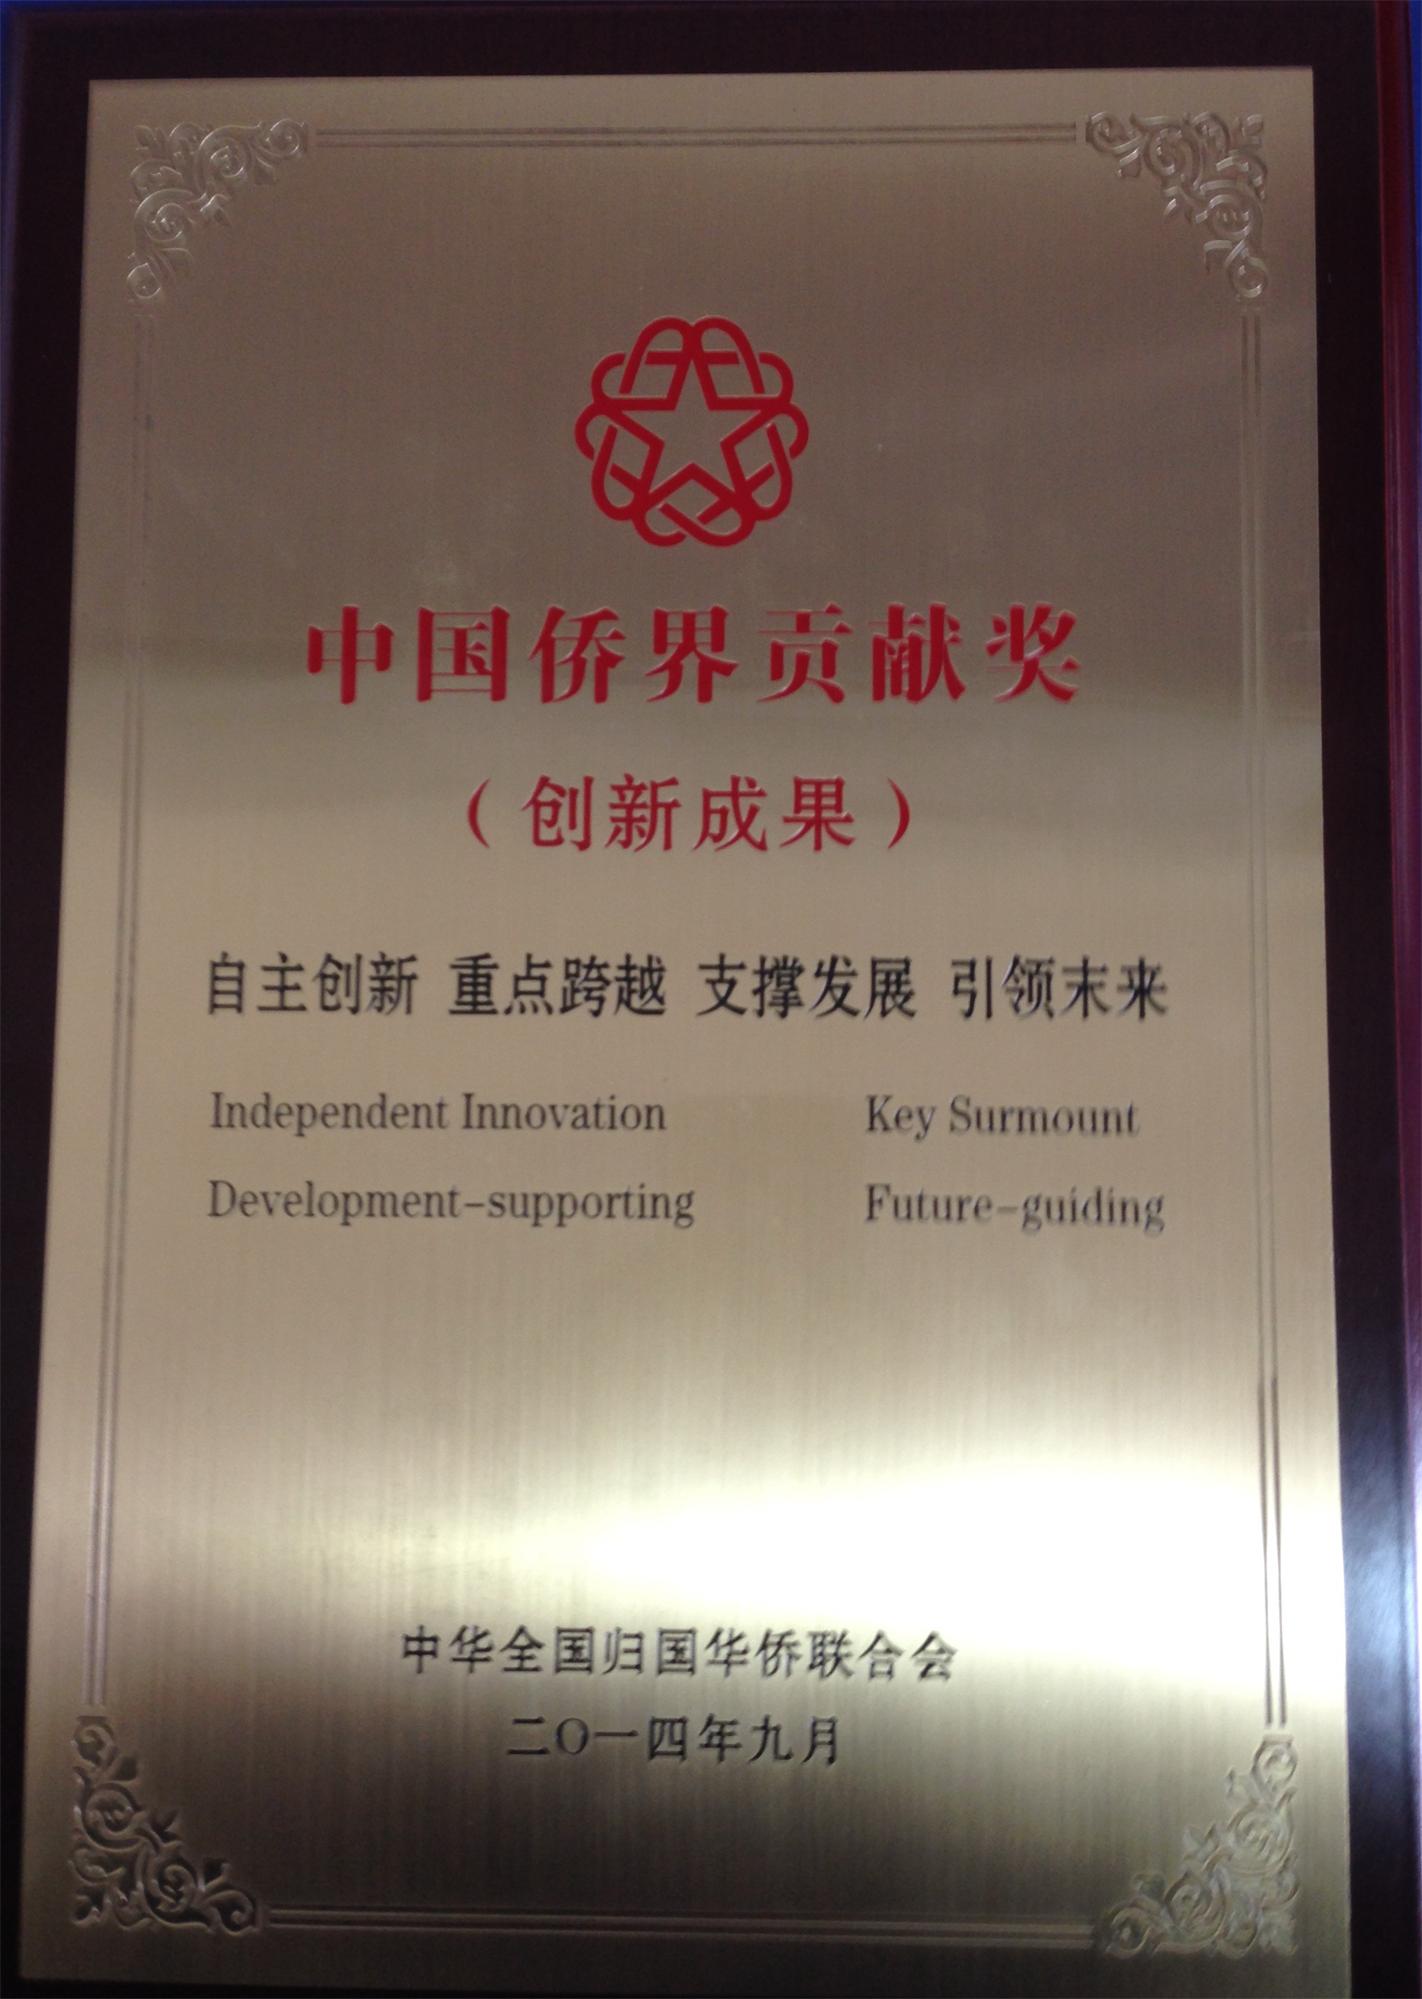 中国侨界贡献奖
（创新成果）
自主创新 重点跨越 支撑发展 引领未来
Independent Innovation Key Surmount
Development-supporting Future-guiding
中华全国归国华侨联合会
二〇一四年九月